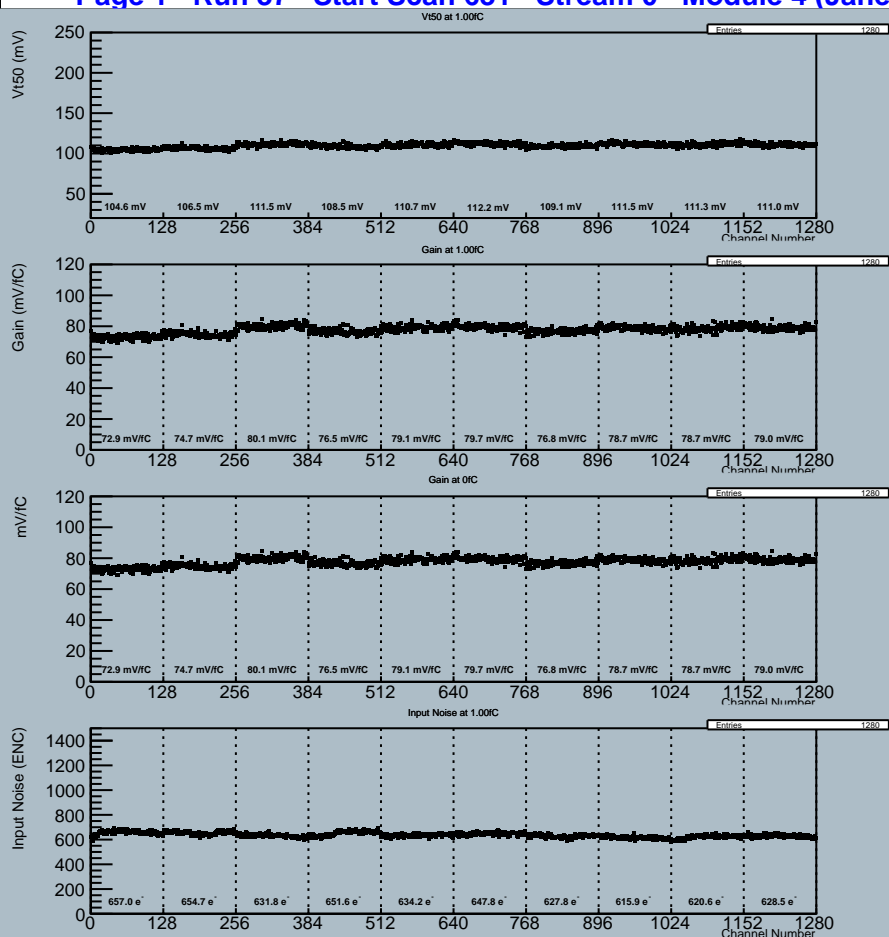 Page 1 Run 87 Start Scan Stream Module 4
Vt50 at 1.00fC
Entries 1280
Vt50 (mV)
250
200
150
100
50
104.6 mV 106.5 mV 111.5 mV 108.5 mV 110.7 mV 112.2 mV 109.1 mV 111.5 mV 111.3 mV 111.0 mV
0 128 256 384 512 640 768 896 1024 1152 1280
Channel Number
Gain at 1.00fC
Entries 1280
Gain (mV/fC)
120
100
80
60
40
20
0
72.9 mV/fC 74.7 mV/fC 80.1 mV/fC 76.5 mV/fC 79.1 mV/fC 79.7 mV/fC 76.8 mV/fC 78.7 mV/fC 78.7 mV/fC 79.0 mV/fC
0 128 256 384 512 640 768 896 1024 1152 1280
Channel Number
Gain at 0fC
Entries 1280
mV/fC
120
100
80
60
40
20
0
72.9 mV/fC 74.7 mV/fC 80.1 mV/fC 76.5 mV/fC 79.1 mV/fC 79.7 mV/fC 76.8 mV/fC 78.7 mV/fC 78.7 mV/fC 79.0 mV/fC
0 128 256 384 512 640 768 896 1024 1152 1280
Channel Number
Input Noise at 1.00fC
Entries 1280
Input Noise (ENC)
1400
1200
1000
800
600
400
200
0
657.0 e⁻ 654.7 e⁻ 631.8 e⁻ 651.6 e⁻ 634.2 e⁻ 647.8 e⁻ 627.8 e⁻ 615.9 e⁻ 620.6 e⁻ 628.5 e⁻
0 128 256 384 512 640 768 896 1024 1152 1280
Channel Number